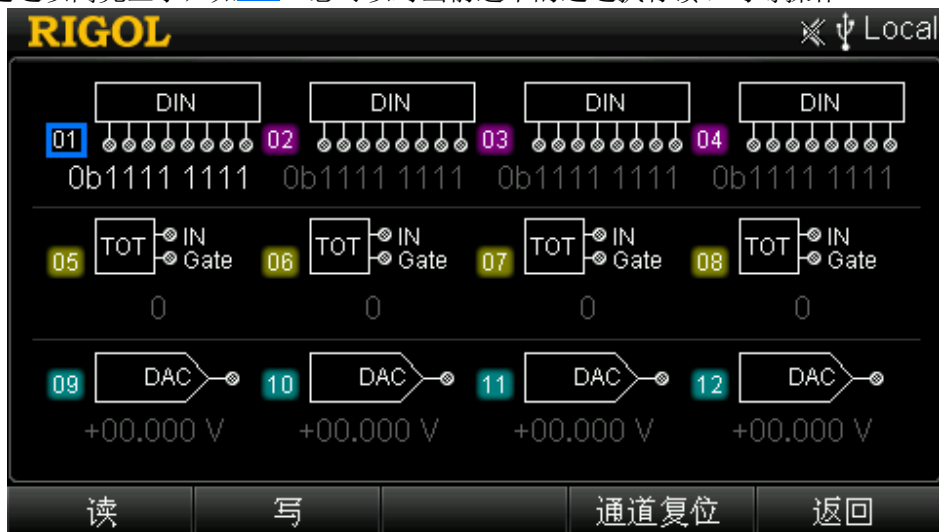 RIGOL Local
DIN DIN DIN DIN
01 02 03 04
0b1111 1111 0b1111 1111 0b1111 1111 0b1111 1111
TOT IN TOT IN TOT IN TOT IN
05 Gate 06 Gate 07 Gate 08 Gate
0 0 0 0
09 DAC 10 DAC 11 DAC 12 DAC
+00.000 V +00.000 V +00.000 V +00.000 V
读 写 通道复位 返回